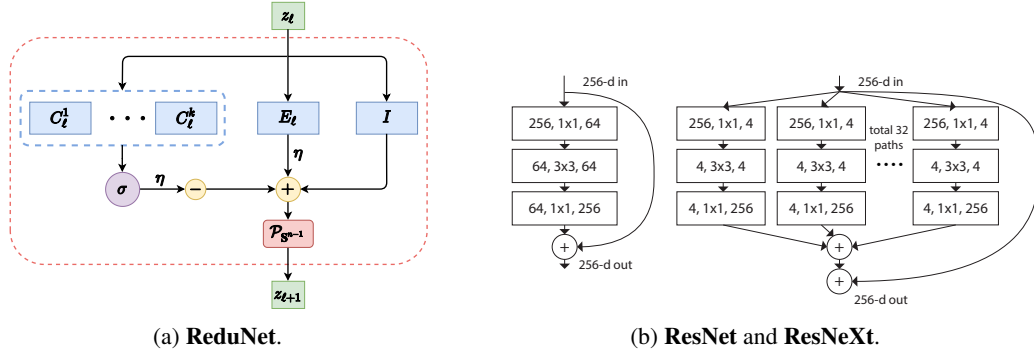 z_ℓ
C_ℓ^1 • • • C_ℓ^k
E_ℓ
I
η
σ
η
−
+
P_{S^{n−1}}
z_{ℓ+1}
(a) ReduNet.
256-d in
256, 1x1, 64
64, 3x3, 64
64, 1x1, 256
+
256-d out
256-d in
256, 1x1, 4
256, 1x1, 4
256, 1x1, 4
total 32
paths
4, 3x3, 4
4, 3x3, 4
....
4, 3x3, 4
4, 1x1, 256
4, 1x1, 256
4, 1x1, 256
+
+
256-d out
(b) ResNet and ResNeXt.